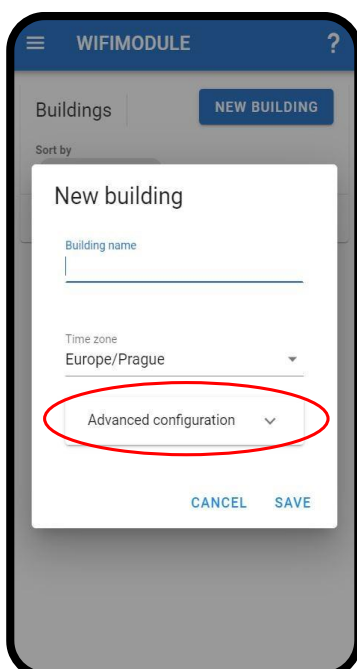 WIFIMODULE ?
Buildings NEW BUILDING
Sort by
New building
Building name
Time zone
Europe/Prague
Advanced configuration
CANCEL SAVE